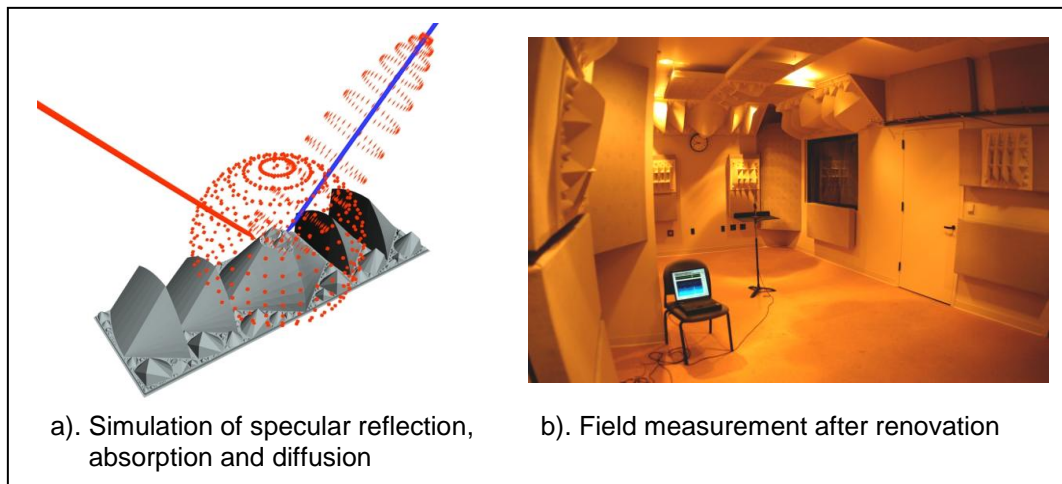 a). Simulation of specular reflection,
absorption and diffusion
b). Field measurement after renovation